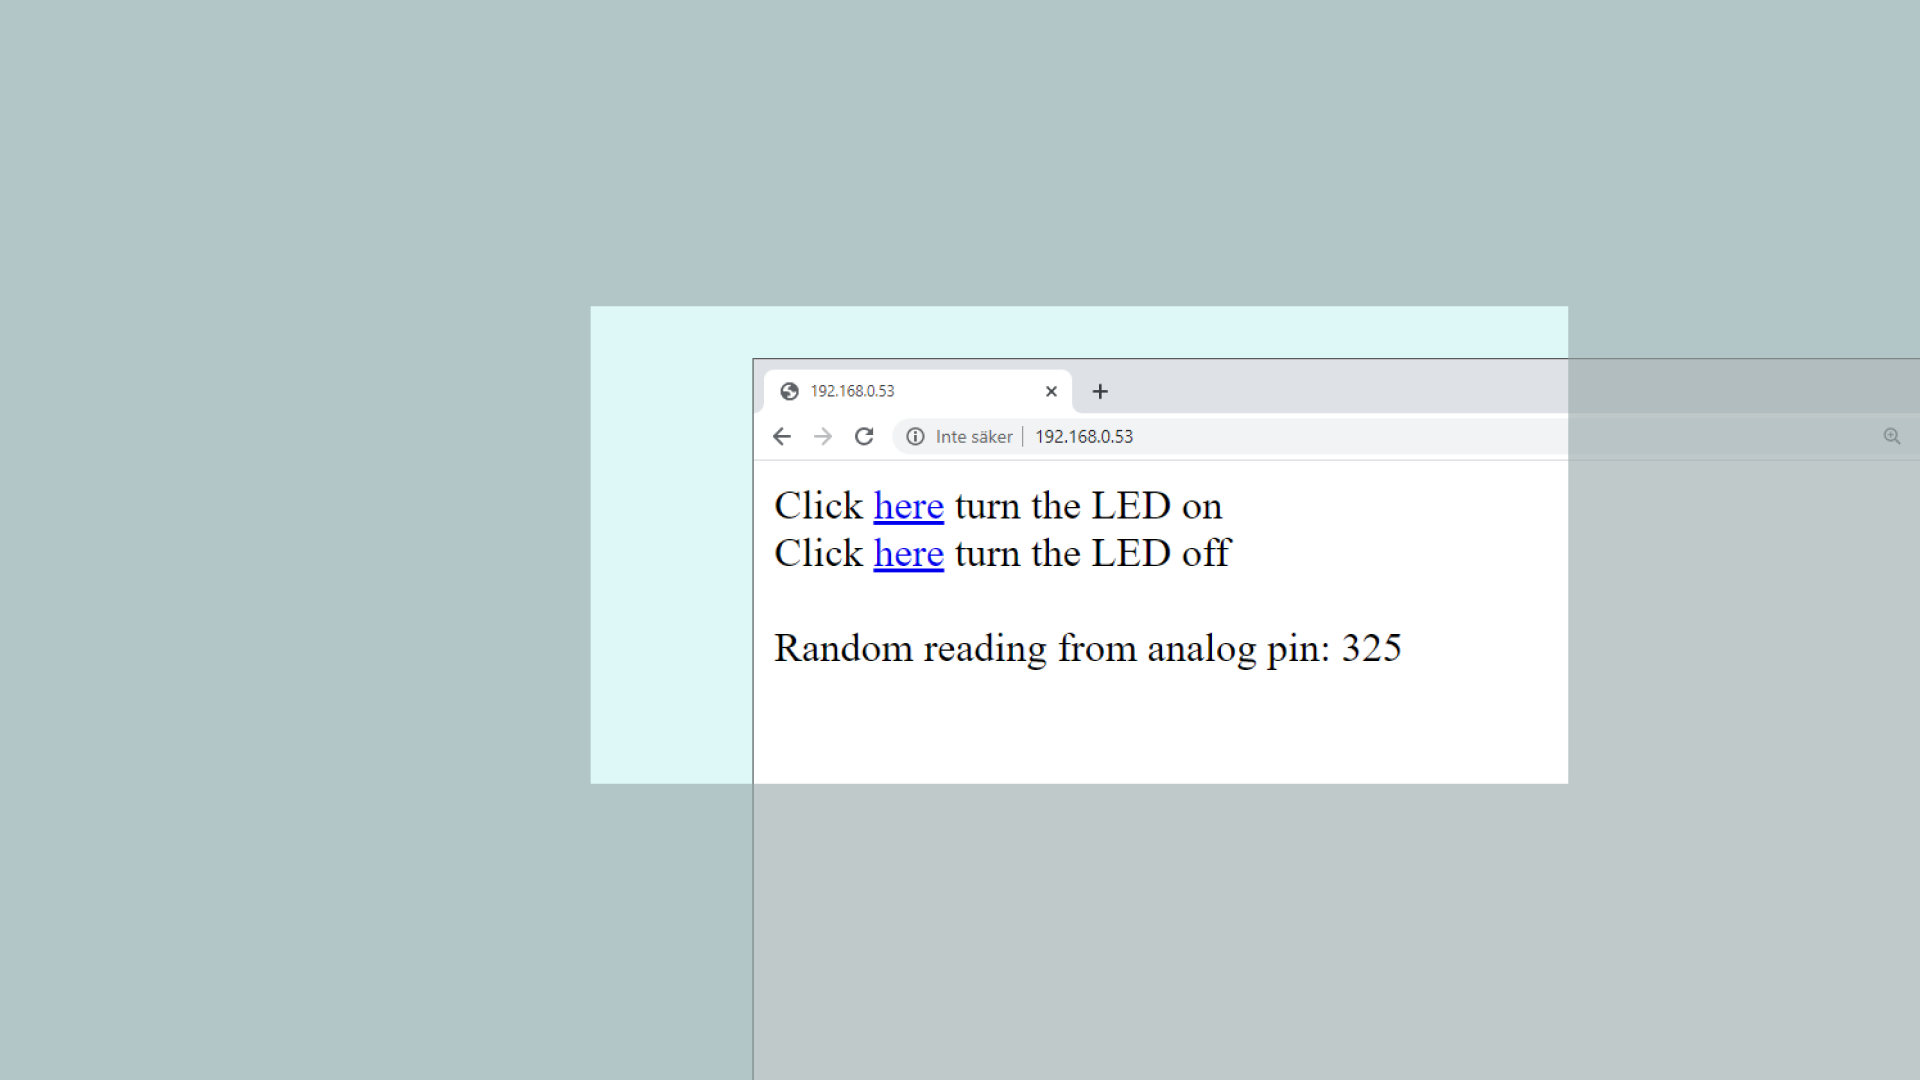 192.168.0.53
Inte säker 192.168.0.53
Click here turn the LED on
Click here turn the LED off
Random reading from analog pin: 325